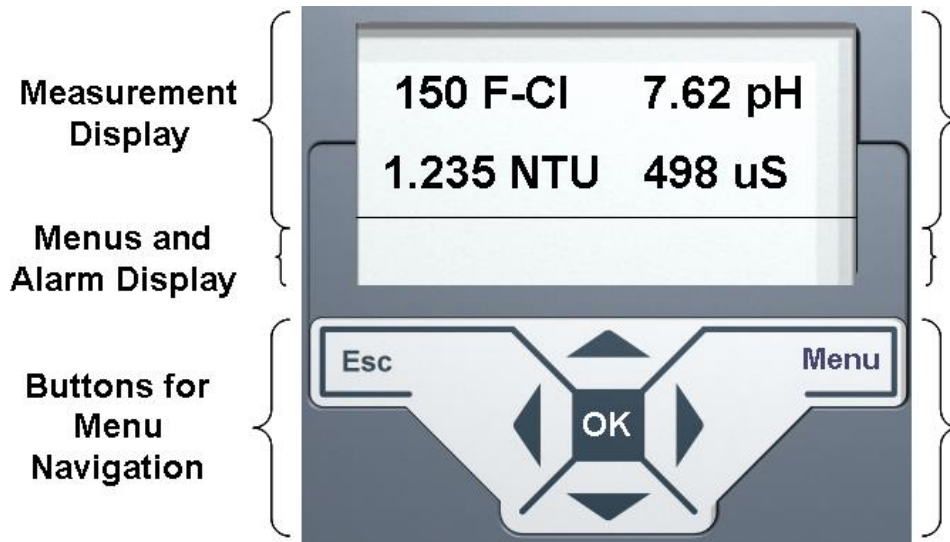 Measurement
Display
150 F-Cl 7.62 pH
1.235 NTU 498 uS
Menus and
Alarm Display
Buttons for
Menu
Navigation
Esc
Menu
OK